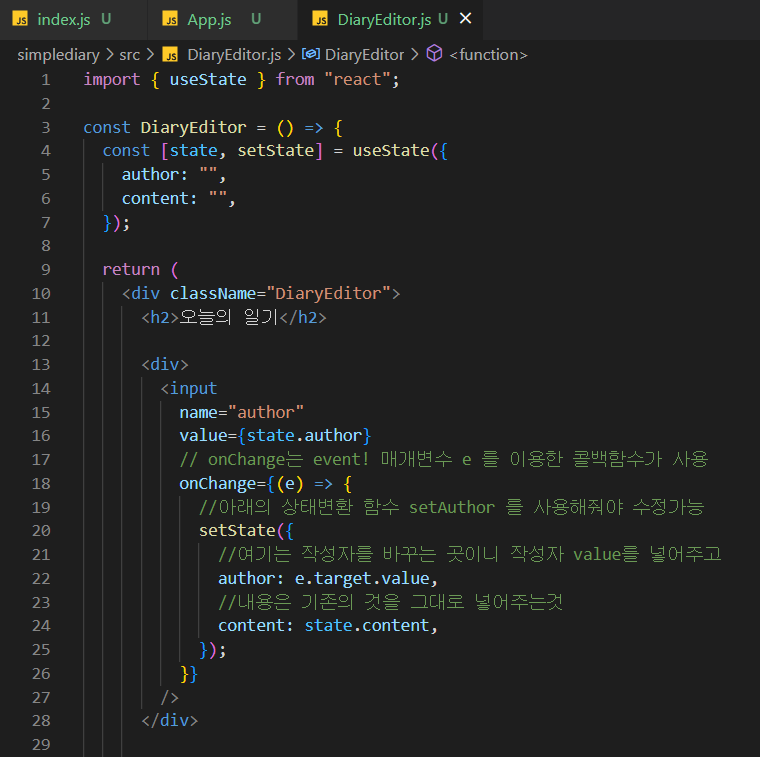 JS index.js U JS App.js U JS DiaryEditor.js U ×
simplediary > src > JS DiaryEditor.js > DiaryEditor > <function>
1 import { useState } from "react";
2
3 const DiaryEditor = () => {
4 const [state, setState] = useState({
5 author: "",
6 content: "",
7 });
8
9 return (
10 <div className="DiaryEditor">
11 <h2>오늘의 일기</h2>
12
13 <div>
14 <input
15 name="author"
16 value={state.author}
17 // onChange는 event! 매개변수 e 를 이용한 콜백함수가 사용
18 onChange={(e) => {
19 //아래의 상태변환 함수 setAuthor 를 사용해줘야 수정가능
20 setState({
21 //여기는 작성자를 바꾸는 곳이니 작성자 value를 넣어주고
22 author: e.target.value,
23 //내용은 기존의 것을 그대로 넣어주는것
24 content: state.content,
25 });
26 }}
27 />
28 </div>
29